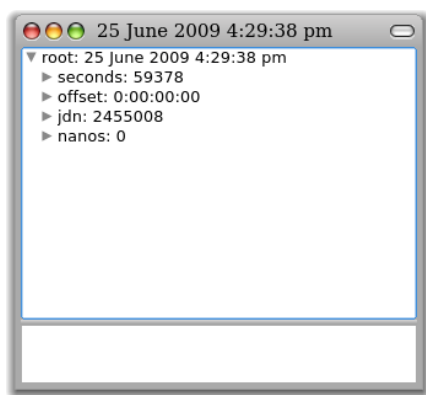 25 June 2009 4:29:38 pm
root: 25 June 2009 4:29:38 pm
seconds: 59378
offset: 0:00:00:00
jdn: 2455008
nanos: 0